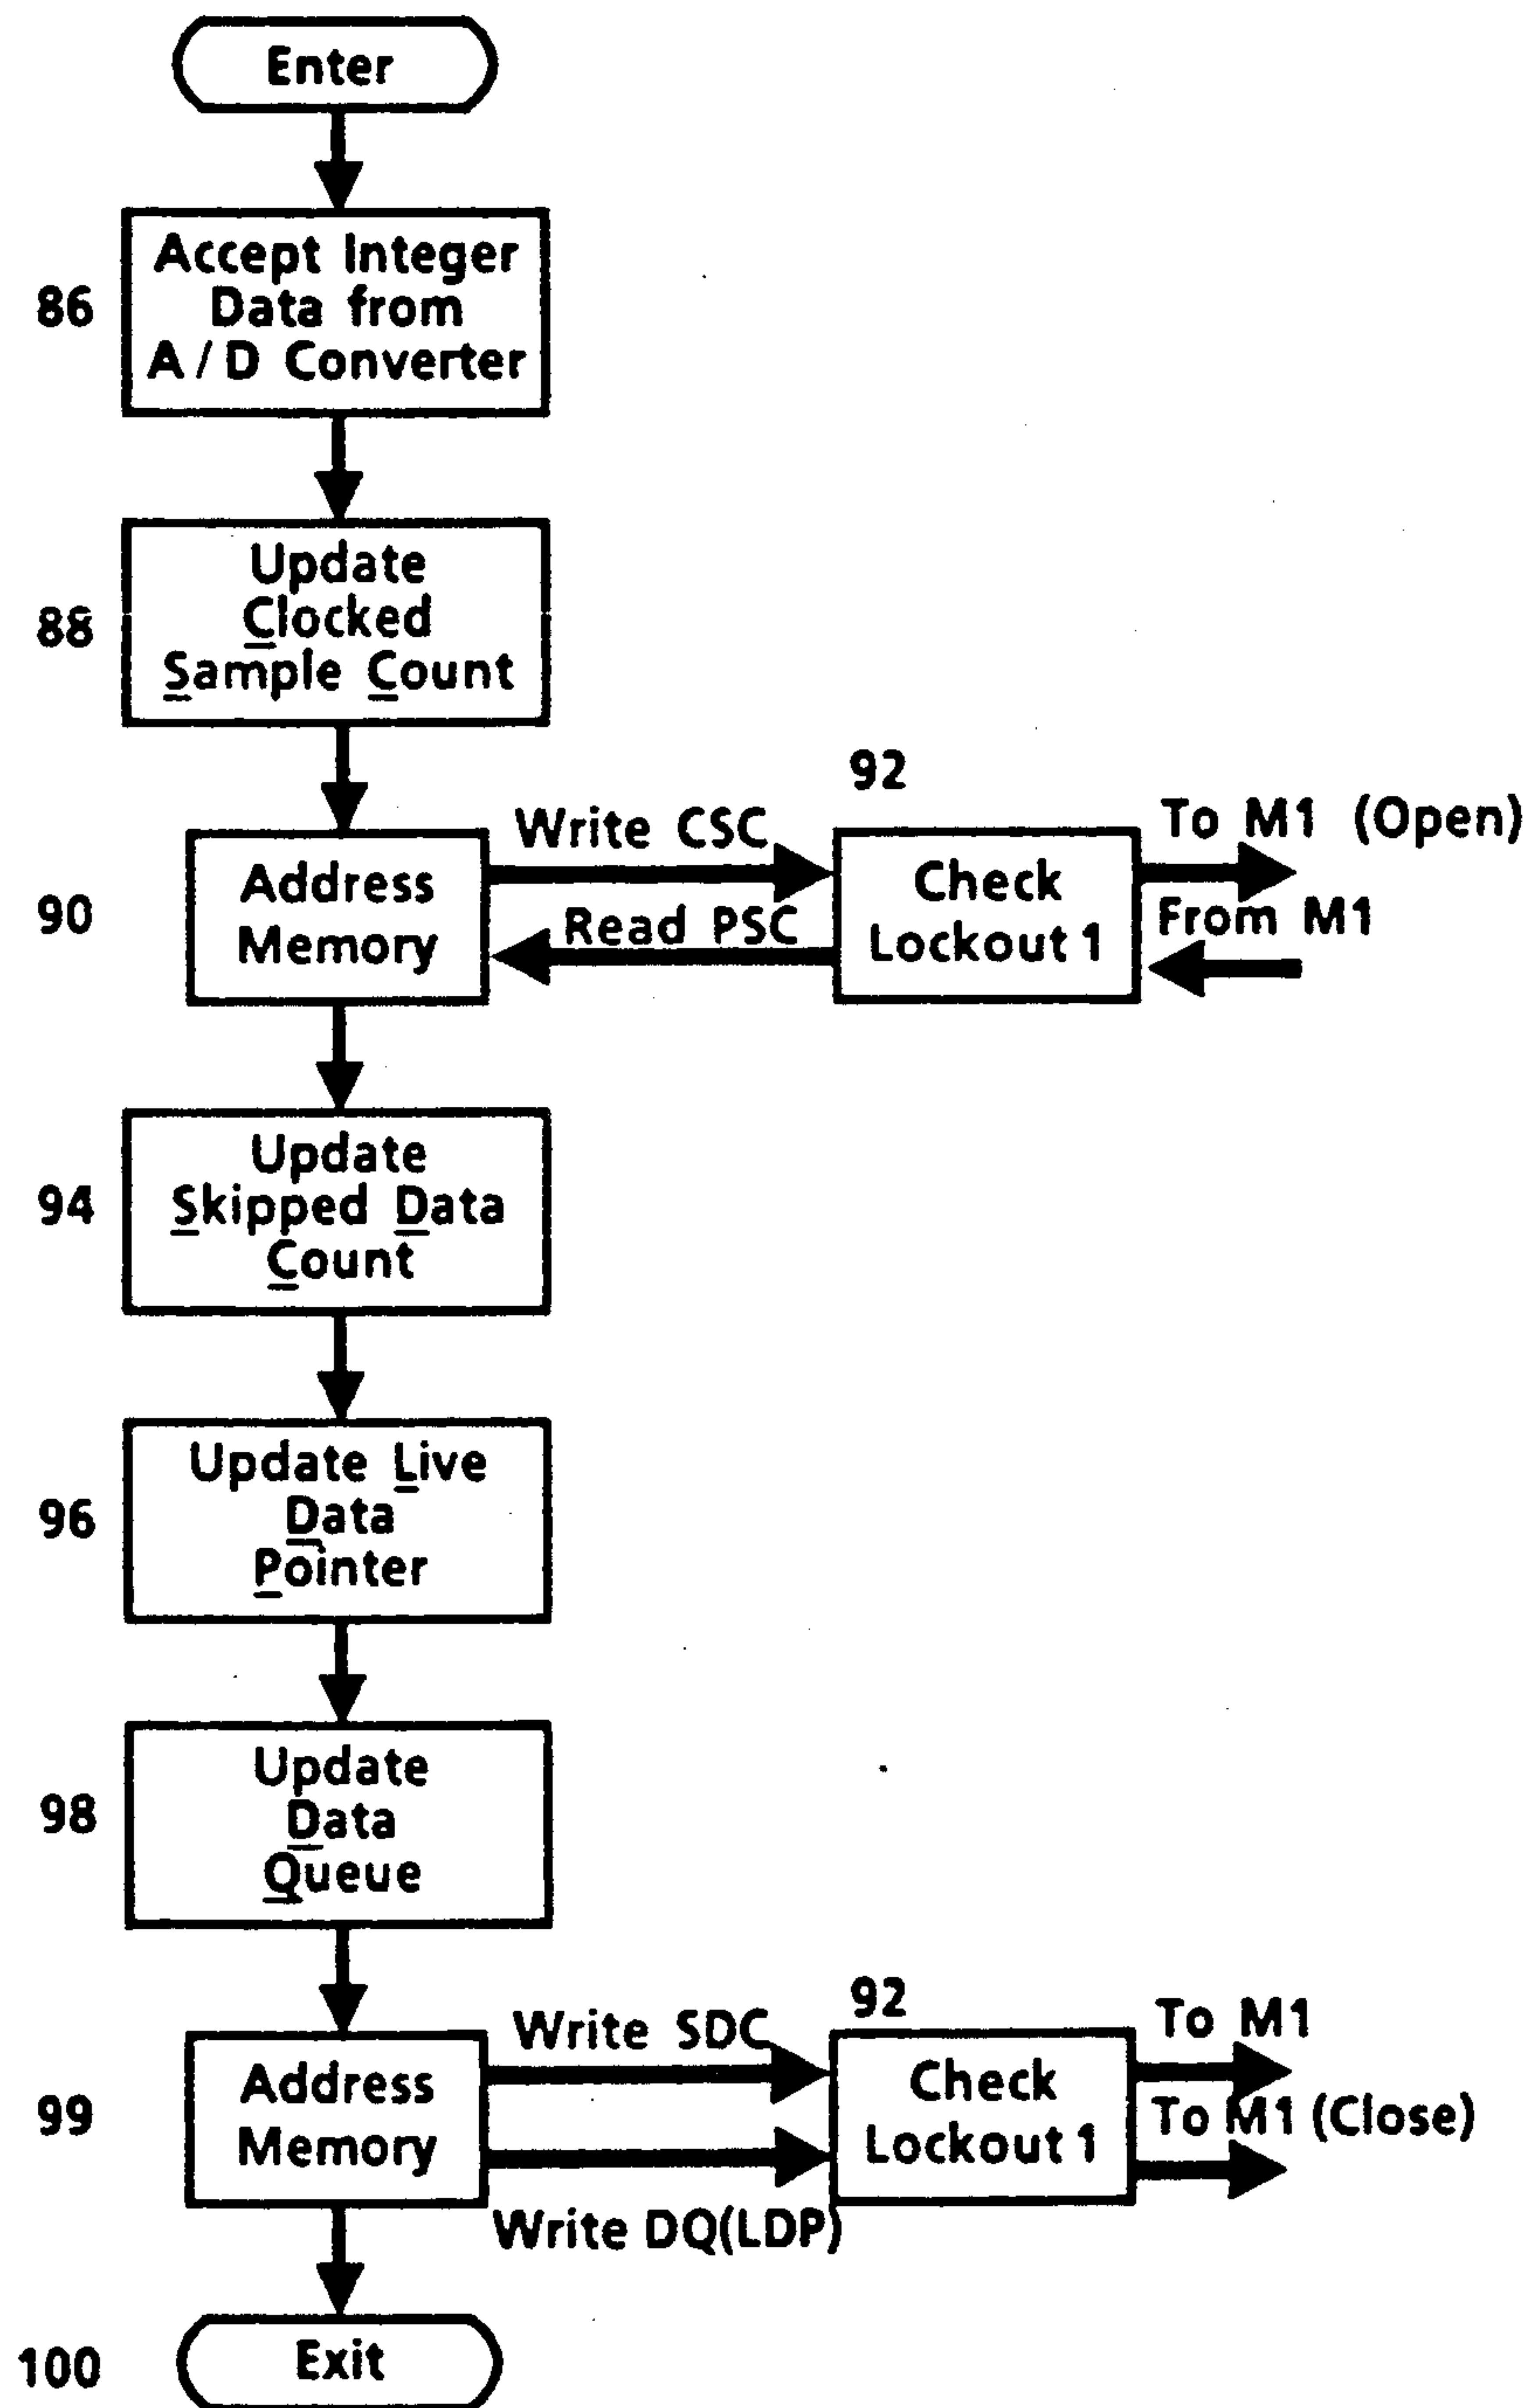 Enter
86
Accept Integer
Data from
A/D Converter
88
Update
Clocked
Sample Count
92
Write CSC
To M1 (Open)
90
Address
Memory
Check
Lockout 1
Read PSC
From M1
94
Update
Skipped Data
Count
96
Update Live
Data
Pointer
98
Update
Data
Queue
92
Write SDC
To M1
99
Address
Memory
Check
Lockout 1
To M1 (Close)
Write DQ(LDP)
100
Exit